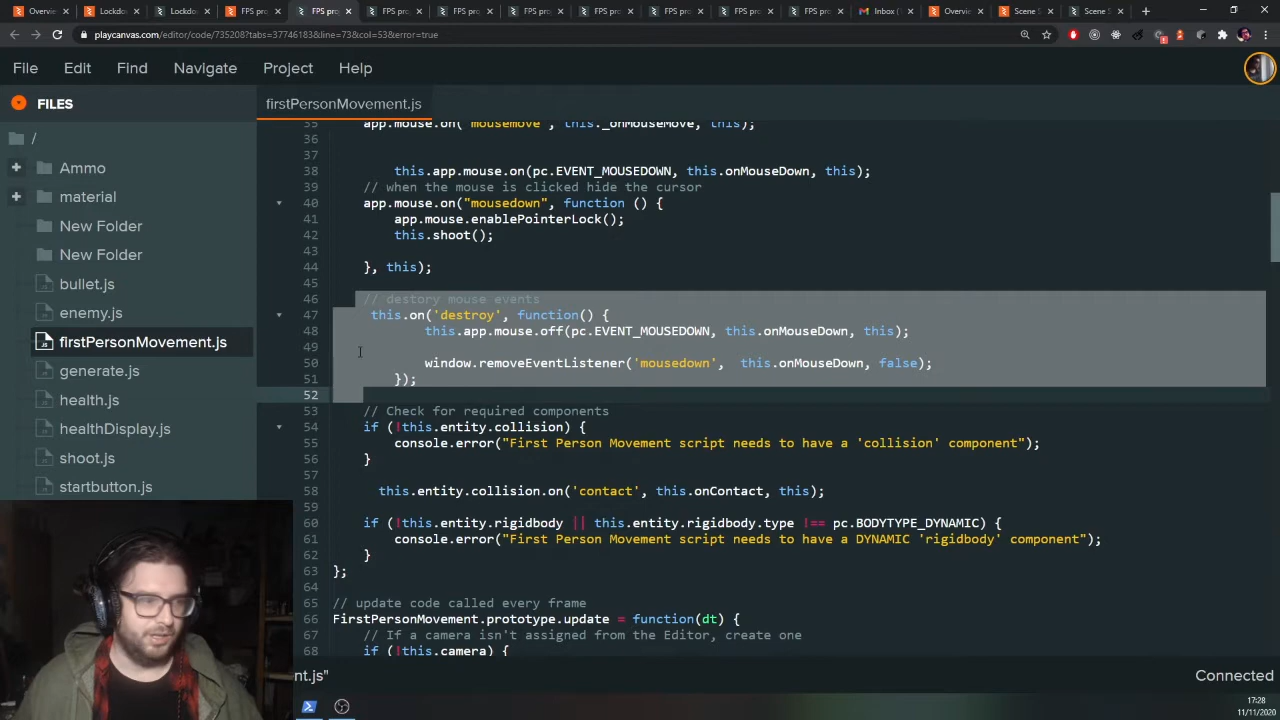 Overvie
Lockdo
Lockdo
FPS pro
FPS pro
FPS pro
FPS pro
FPS pro
FPS pro
FPS pro
FPS pro
FPS pro
Inbox (
Overvie
Scene S
Scene S
playcanvas.com/editor/code/735208?tabs=37746183&line=73&col=53&error=true
File Edit Find Navigate Project Help
FILES
firstPersonMovement.js
/
Ammo
material
New Folder
New Folder
bullet.js
enemy.js
firstPersonMovement.js
generate.js
health.js
healthDisplay.js
shoot.js
startbutton.js
35 app.mouse.on("mousemove", this._onMouseMove, this);
36
37
38 this.app.mouse.on(pc.EVENT_MOUSEDOWN, this.onMouseDown, this);
39 // when the mouse is clicked hide the cursor
40 app.mouse.on("mousedown", function () {
41 app.mouse.enablePointerLock();
42 this.shoot();
43
44 }, this);
45
46 // destory mouse events
47 this.on('destroy', function() {
48 this.app.mouse.off(pc.EVENT_MOUSEDOWN, this.onMouseDown, this);
49
50 window.removeEventListener('mousedown', this.onMouseDown, false);
51 });
52
53 // Check for required components
54 if (!this.entity.collision) {
55 console.error("First Person Movement script needs to have a 'collision' component");
56 }
57
58 this.entity.collision.on('contact', this.onContact, this);
59
60 if (!this.entity.rigidbody || this.entity.rigidbody.type !== pc.BODYTYPE_DYNAMIC) {
61 console.error("First Person Movement script needs to have a DYNAMIC 'rigidbody' component");
62 }
63 };
64
65 // update code called every frame
66 FirstPersonMovement.prototype.update = function(dt) {
67 // If a camera isn't assigned from the Editor, create one
68 if (!this.camera) {
nt.js"
Connected
17:28
11/11/2020